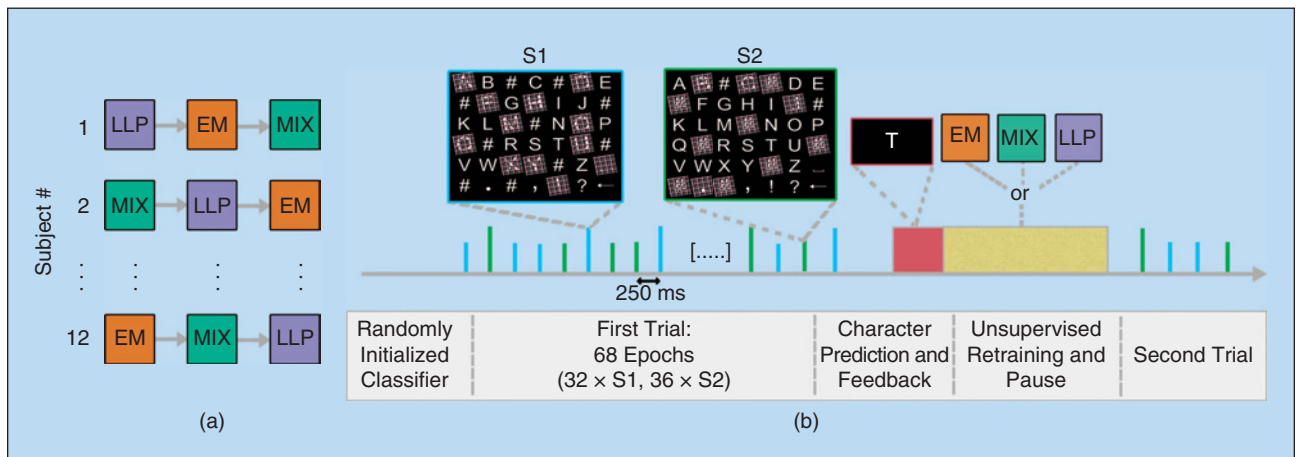 S1
S2
B # C # E
# G I J #
K L # N P
# R S T #
V W # Z
# . # , ? ←
A # D E
F G H I #
K L M N O P
Q R S T U
V W X Y Z _
, ! ? ←
T
EM MIX LLP
or
Subject #
1 LLP EM MIX
2 MIX LLP EM
12 EM MIX LLP
[.....]
250 ms
Randomly
Initialized
Classifier
First Trial:
68 Epochs
(32 × S1, 36 × S2)
Character
Prediction and
Feedback
Unsupervised
Retraining and
Pause
Second Trial
(a)
(b)